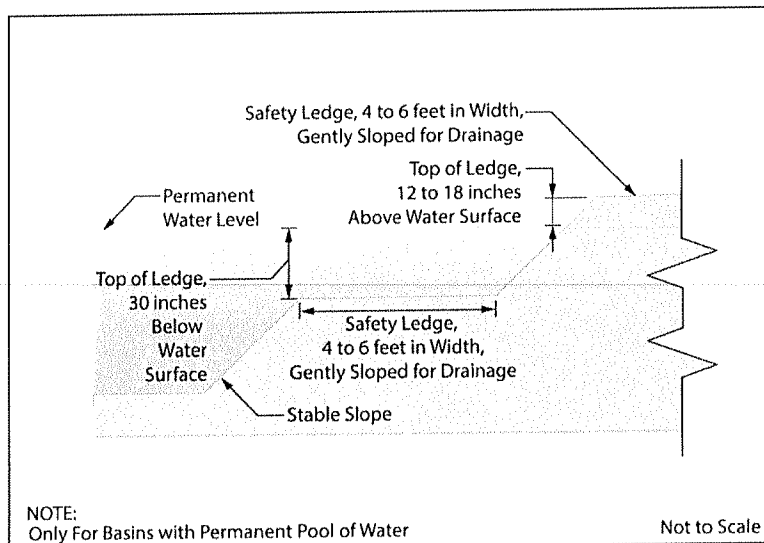 Safety Ledge, 4 to 6 feet in Width,
Gently Sloped for Drainage
Top of Ledge,
12 to 18 inches
Above Water Surface
Permanent
Water Level
Top of Ledge,
30 inches
Below
Water
Surface
Safety Ledge,
4 to 6 feet in Width,
Gently Sloped for Drainage
Stable Slope
NOTE:
Only For Basins with Permanent Pool of Water
Not to Scale